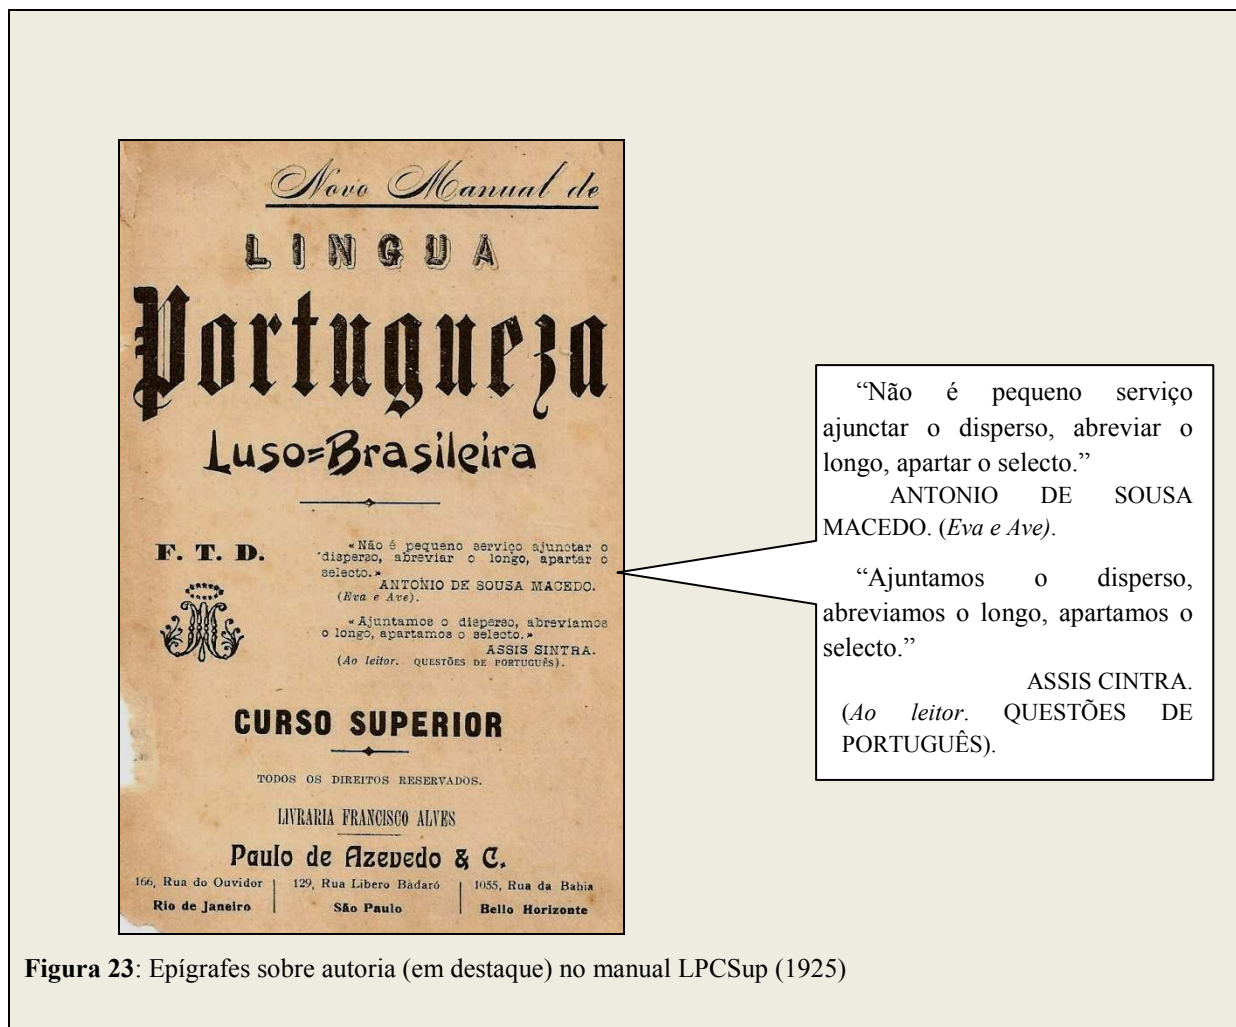 Novo Manual de
LINGUA
Portugueza
Luso=Brasileira
F. T. D.
«Não é pequeno serviço ajunctar o
disperso, abreviar o longo, apartar o
selecto.»
ANTONIO DE SOUSA MACEDO.
(Eva e Ave).
«Ajuntamos o disperso, abreviamos
o longo, apartamos o selecto.»
ASSIS SINTRA.
(Ao leitor. QUESTÕES DE PORTUGUÊS).
CURSO SUPERIOR
TODOS OS DIREITOS RESERVADOS.
LIVRARIA FRANCISCO ALVES
Paulo de Azevedo & C.
166, Rua do Ouvidor
Rio de Janeiro
129, Rua Libero Bàdaró
São Paulo
1055, Rua da Bahia
Bello Horizonte
“Não é pequeno serviço
ajunctar o disperso, abreviar o
longo, apartar o selecto.”
ANTONIO DE SOUSA
MACEDO. (Eva e Ave).
“Ajuntamos o disperso,
abreviamos o longo, apartamos o
selecto.”
ASSIS CINTRA.
(Ao leitor. QUESTÕES DE
PORTUGUÊS).
Figura 23: Epígrafes sobre autoria (em destaque) no manual LPCSup (1925)